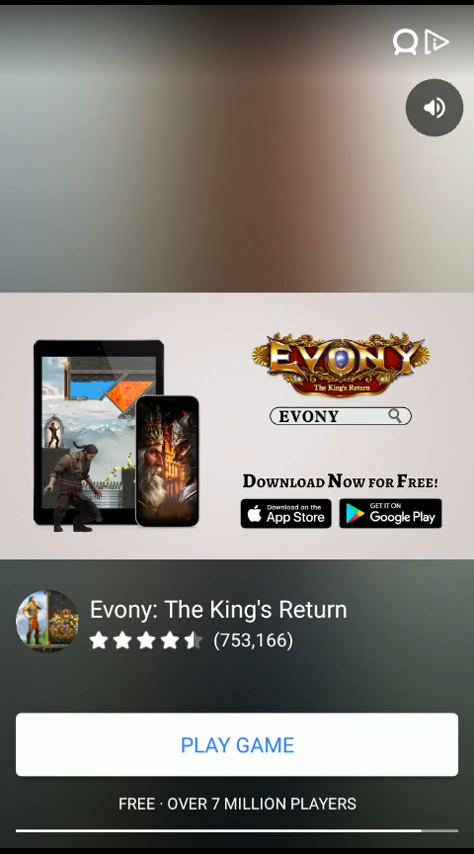 EVONY
The King's Return
EVONY
DOWNLOAD NOW FOR FREE!
Download on the
App Store
GET IT ON
Google Play
Evony: The King's Return
(753,166)
PLAY GAME
FREE · OVER 7 MILLION PLAYERS